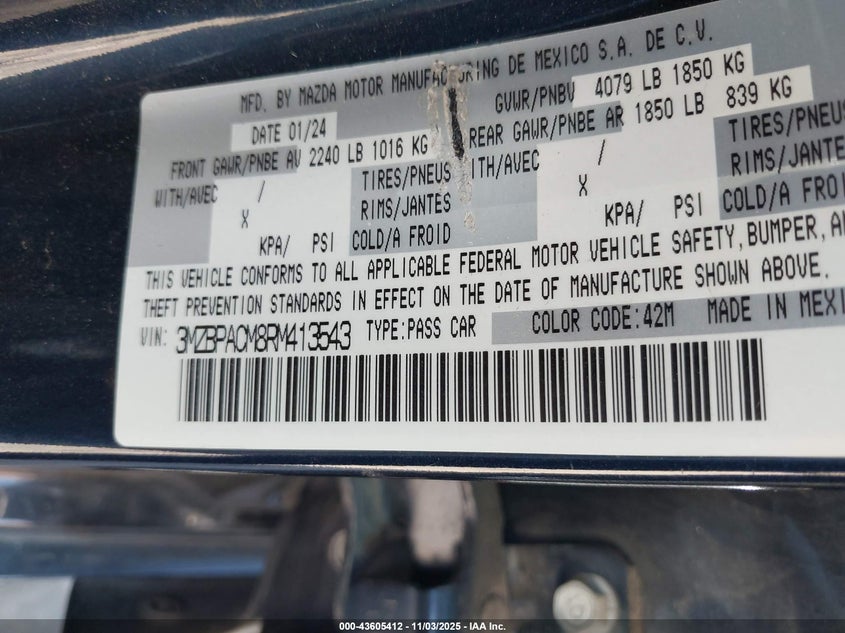 MFD. BY MAZDA MOTOR MANUFACTURING DE MEXICO S.A. DE C.V.
DATE 01/24 GVWR/PNBV 4079 LB 1850 KG
FRONT GAWR/PNBE AV 2240 LB 1016 KG REAR GAWR/PNBE AR 1850 LB 839 KG
WITH/AVEC / TIRES/PNEUS WITH/AVEC / TIRES/PNEUS
X RIMS/JANTES X RIMS/JANTES
KPA/ PSI COLD/A FROID KPA/ PSI COLD/A FROID
THIS VEHICLE CONFORMS TO ALL APPLICABLE FEDERAL MOTOR VEHICLE SAFETY, BUMPER, AN
THEFT PREVENTION STANDARDS IN EFFECT ON THE DATE OF MANUFACTURE SHOWN ABOVE.
VIN: 3MZBPACM8RM413543 TYPE:PASS CAR COLOR CODE:42M MADE IN MEXI
000-43605412 - 11/03/2025 - IAA Inc.